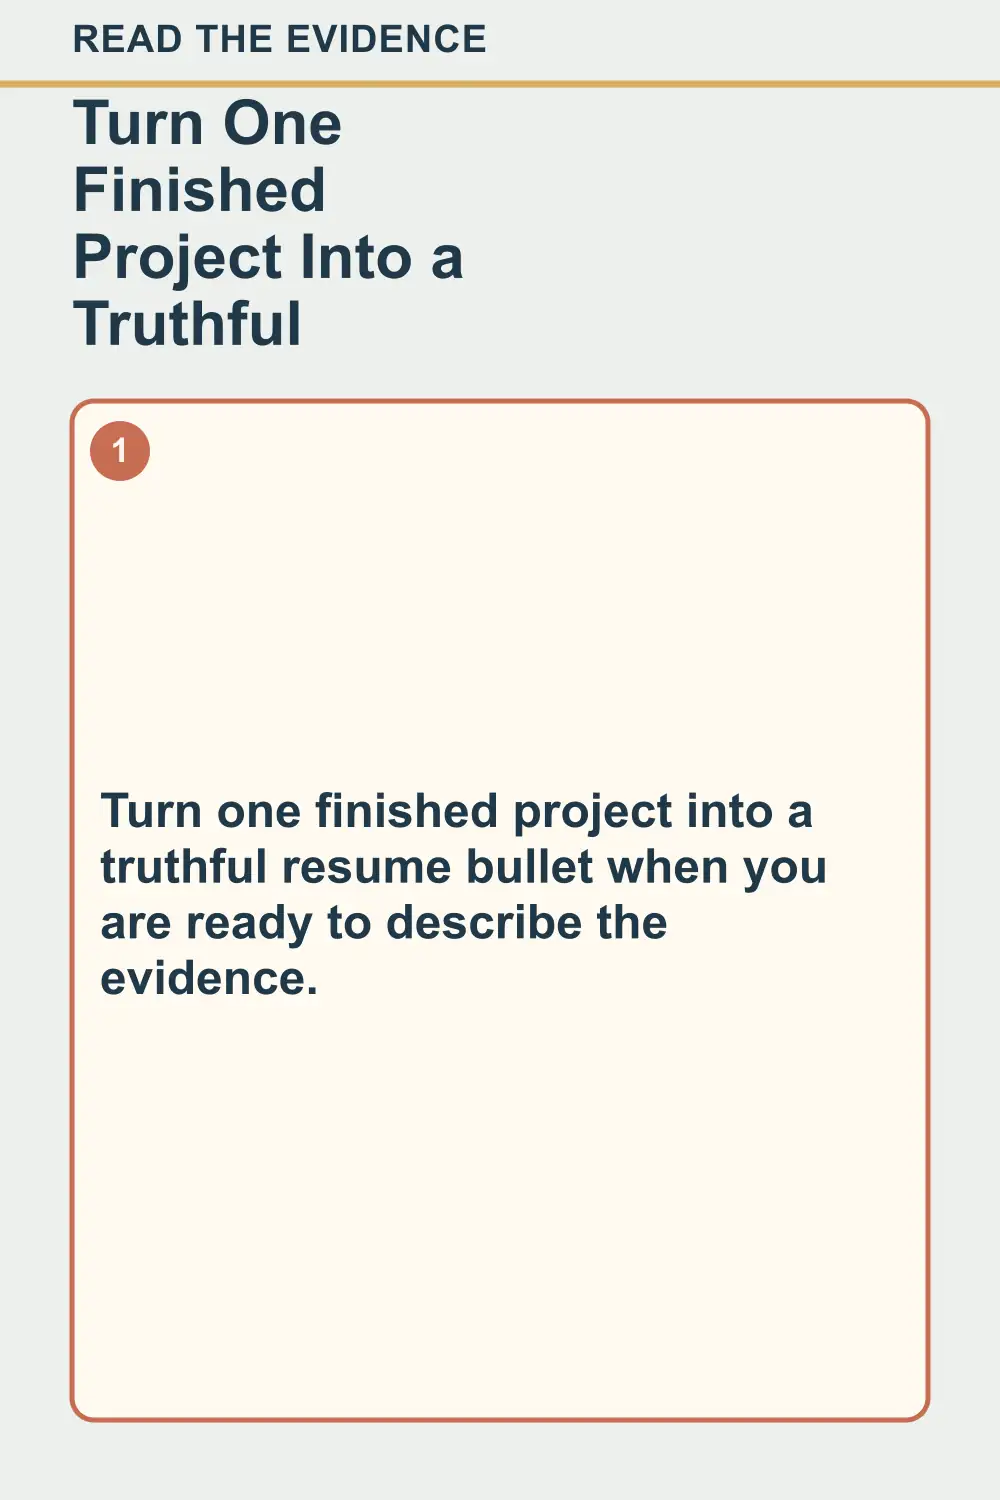 READ THE EVIDENCE
Turn One
Finished
Project Into a
Truthful
1
Turn one finished project into a
truthful resume bullet when you
are ready to describe the
evidence.